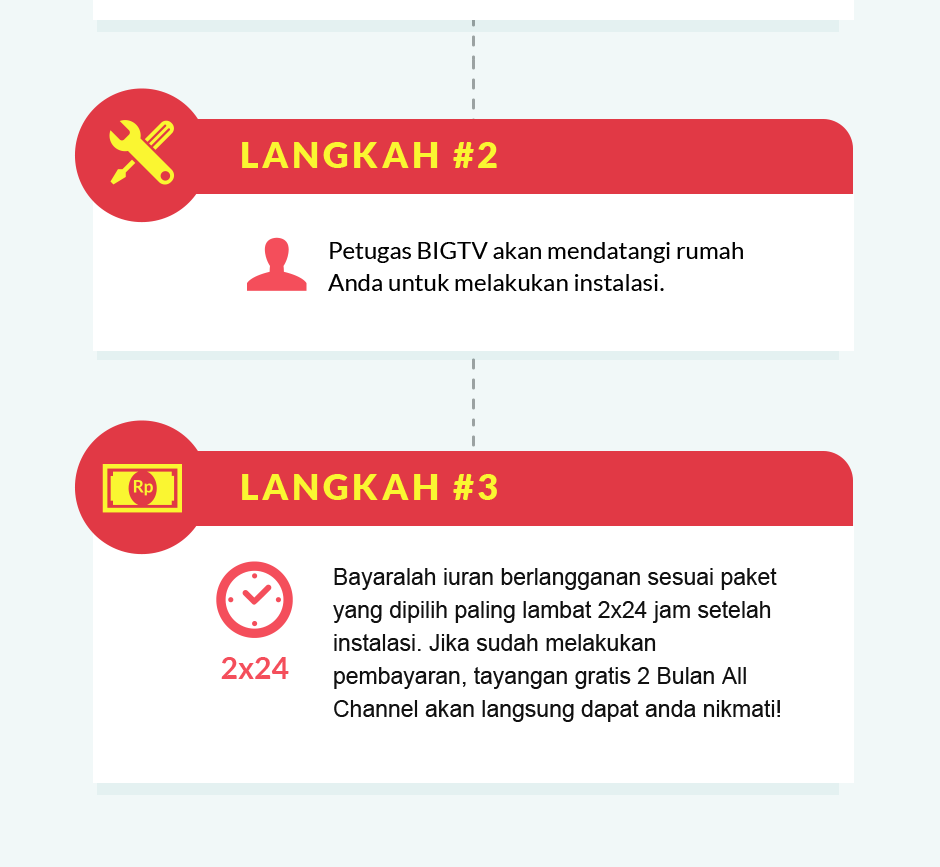 LANGKAH #2
Petugas BIGTV akan mendatangi rumah
Anda untuk melakukan instalasi.
Rp
LANGKAH #3
Bayaralah iuran berlangganan sesuai paket
yang dipilih paling lambat 2x24 jam setelah
instalasi. Jika sudah melakukan
pembayaran, tayangan gratis 2 Bulan All
Channel akan langsung dapat anda nikmati!
2x24